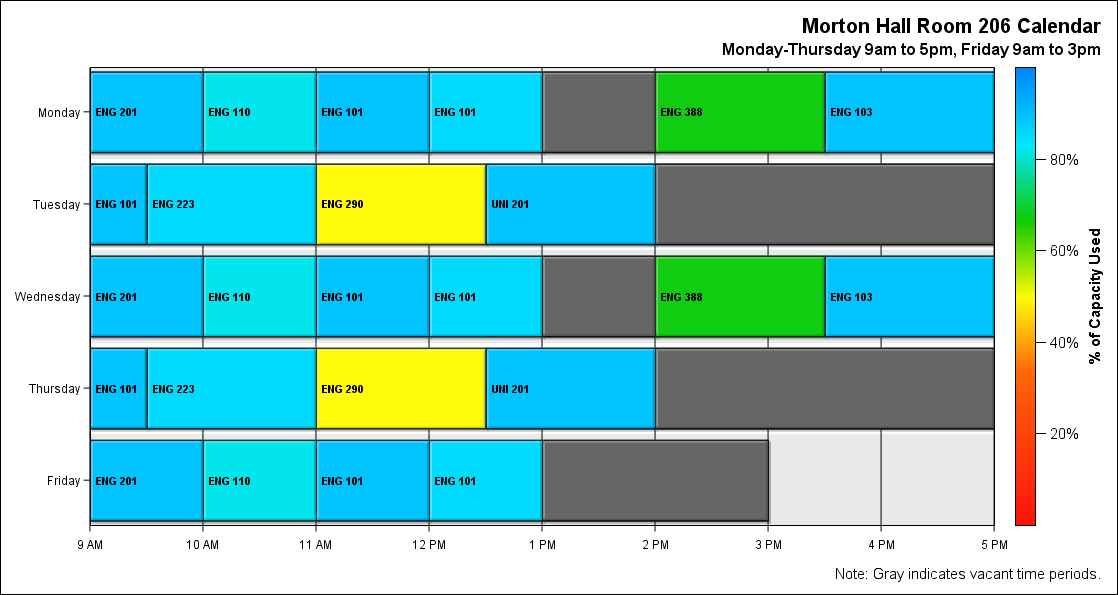 Morton Hall Room 206 Calendar
Monday-Thursday 9am to 5pm, Friday 9am to 3pm
Monday ENG 201 ENG 110 ENG 101 ENG 101 ENG 388 ENG 103
Tuesday ENG 101 ENG 223 ENG 290 UNI 201
Wednesday ENG 201 ENG 110 ENG 101 ENG 101 ENG 388 ENG 103
Thursday ENG 101 ENG 223 ENG 290 UNI 201
Friday ENG 201 ENG 110 ENG 101 ENG 101
9 AM 10 AM 11 AM 12 PM 1 PM 2 PM 3 PM 4 PM 5 PM
80%
60%
40%
20%
% of Capacity Used
Note: Gray indicates vacant time periods.